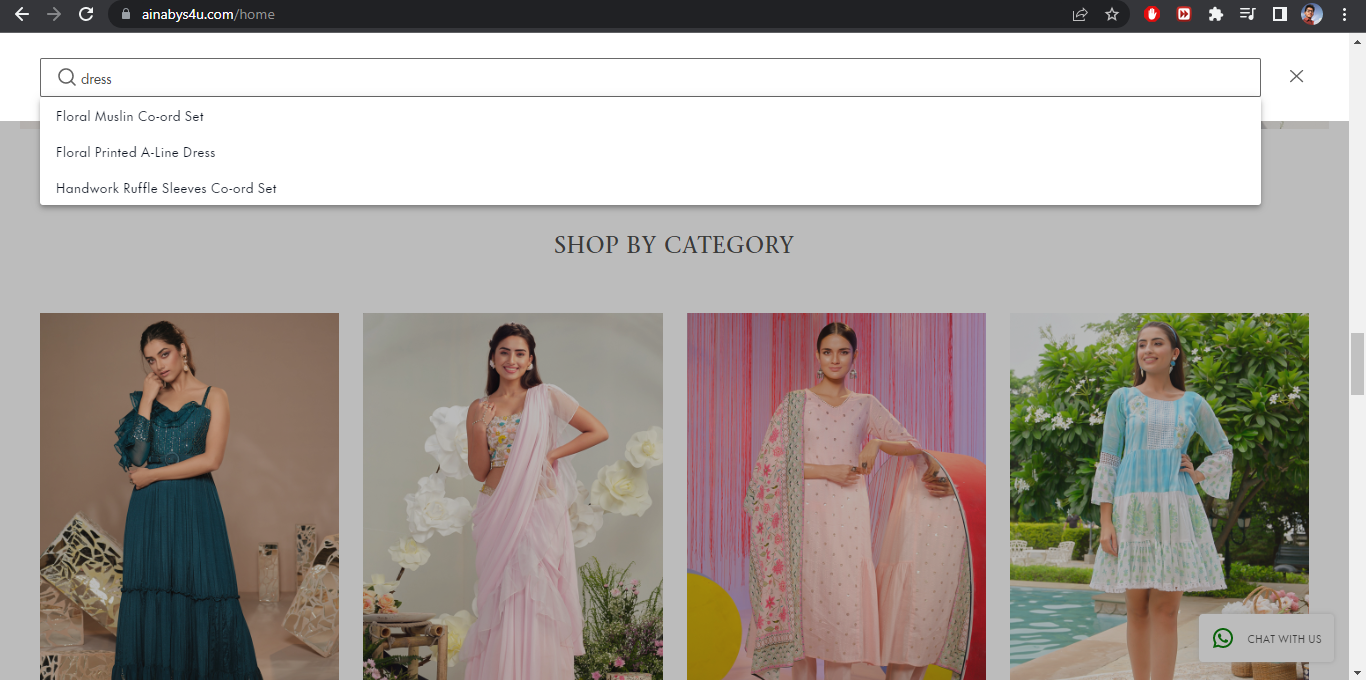 ainabys4u.com/home
dress
Floral Muslin Co-ord Set
Floral Printed A-Line Dress
Handwork Ruffle Sleeves Co-ord Set
SHOP BY CATEGORY
CHAT WITH US